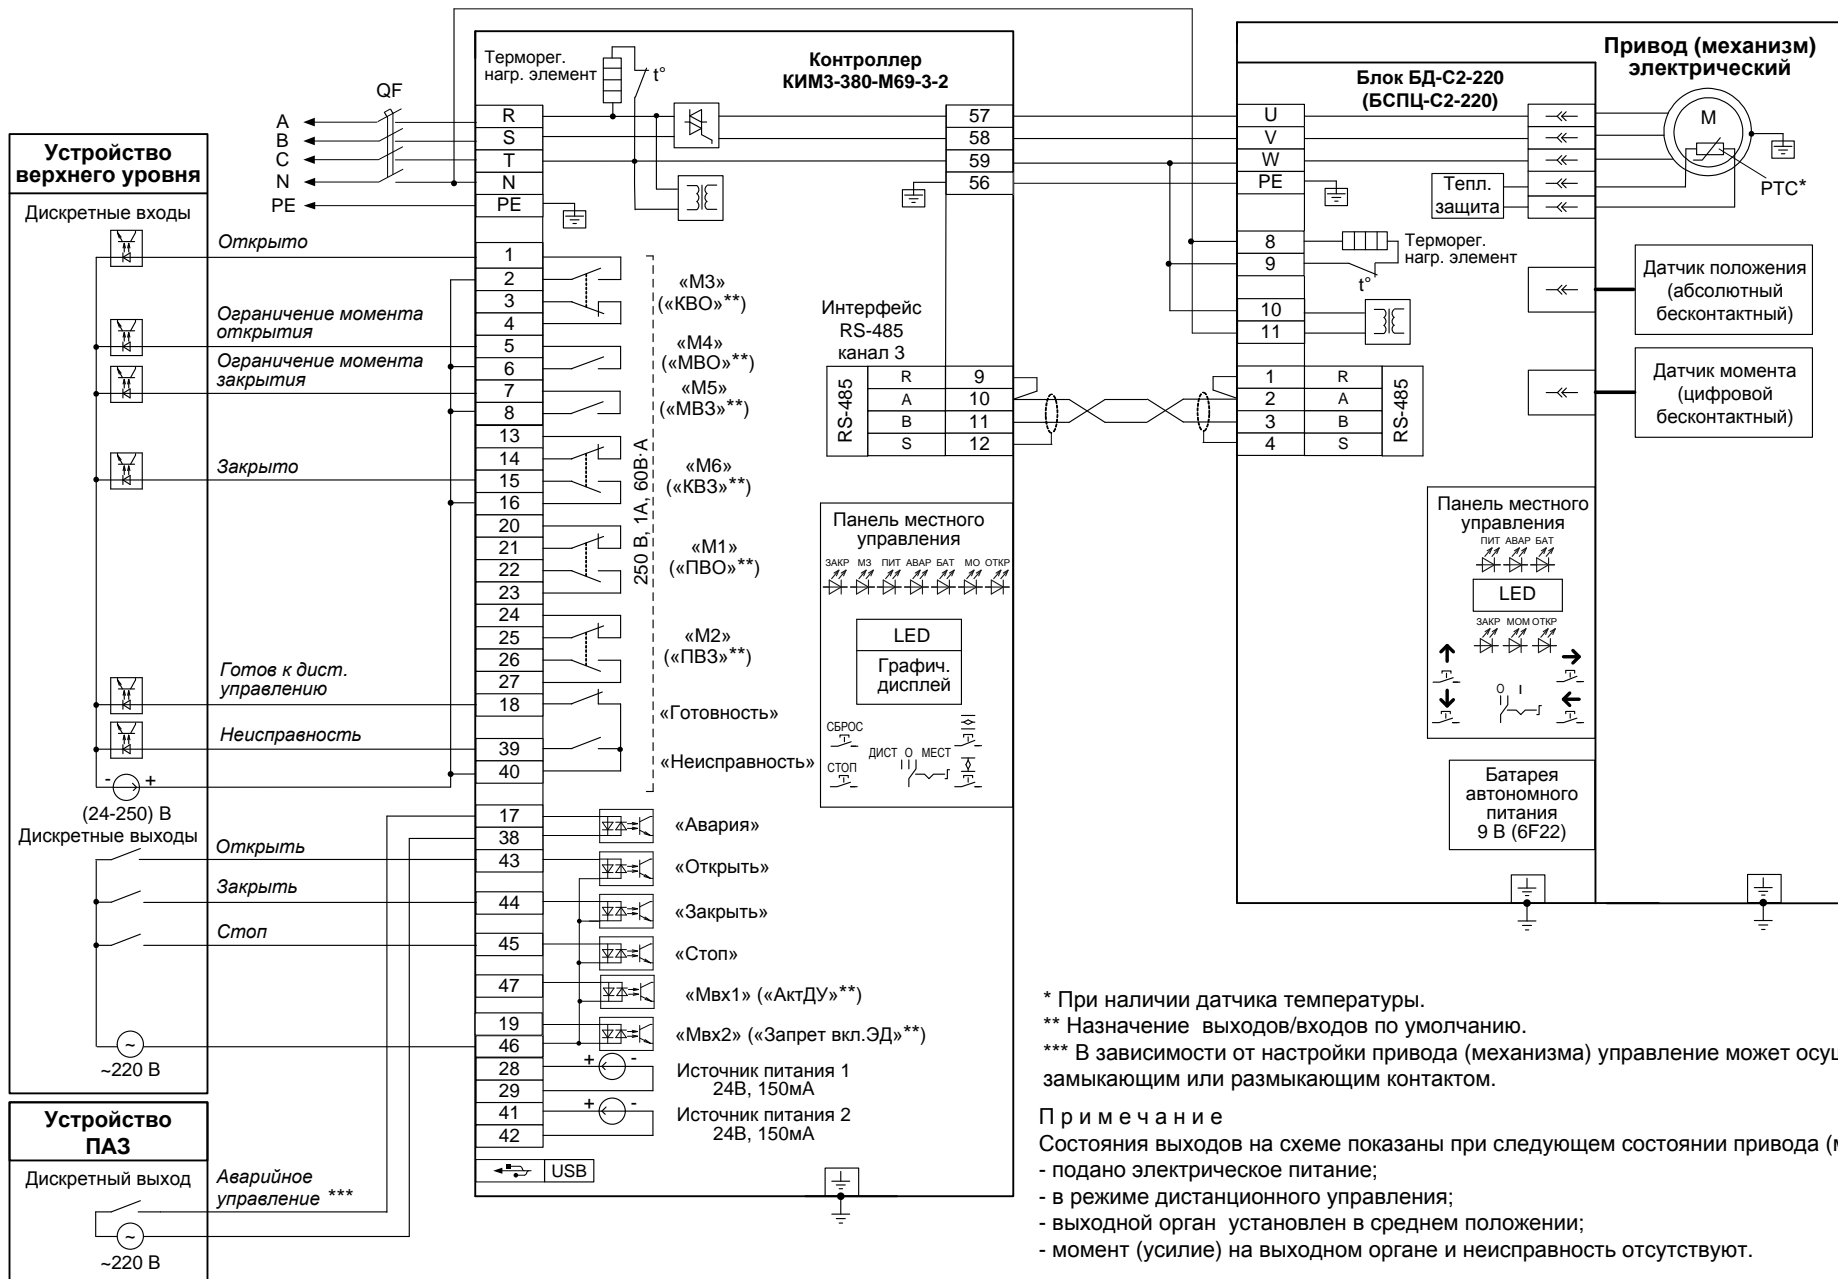 Устройство
верхнего уровня
Дискретные входы
Открыто
Ограничение момента
открытия
Ограничение момента
закрытия
Закрыто
Готов к дист.
управлению
Неисправность
- +
(24-250) В
Дискретные выходы
Открыть
Закрыть
Стоп
~
~220 В
Устройство
ПАЗ
Дискретный выход
Аварийное
управление ***
~
~220 В
QF
A
B
C
N
PE
Контроллер
КИМ3-380-М69-3-2
Терморег.
нагр. элемент
t°
R
S
T
N
PE
1
2
3
4
5
6
7
8
13
14
15
16
20
21
22
23
24
25
26
27
18
39
40
17
38
43
44
45
47
19
46
28
29
41
42
USB
«М3»
(«КВО»**)
«М4»
(«МВО»**)
«М5»
(«МВЗ»**)
«М6»
(«КВЗ»**)
«М1»
(«ПВО»**)
«М2»
(«ПВЗ»**)
«Готовность»
«Неисправность»
250 В, 1А, 60В·А
«Авария»
«Открыть»
«Закрыть»
«Стоп»
«Мвх1» («АктДУ»**)
«Мвх2» («Запрет вкл.ЭД»**)
+ -
Источник питания 1
24В, 150мА
+ -
Источник питания 2
24В, 150мА
57
58
59
56
Интерфейс
RS-485
канал 3
RS-485
R 9
A 10
B 11
S 12
Панель местного
управления
ЗАКР МЗ ПИТ АВАР БАТ МО ОТКР
LED
Графич.
дисплей
СБРОС
СТОП
ДИСТ О МЕСТ
Привод (механизм)
электрический
Блок БД-С2-220
(БСПЦ-С2-220)
U
V
W
PE
8
9
10
11
1 R
2 A
3 B
4 S
RS-485
Тепл.
защита
M
PTC*
Терморег.
нагр. элемент
t°
Датчик положения
(абсолютный
бесконтактный)
Датчик момента
(цифровой
бесконтактный)
Панель местного
управления
ПИТ АВАР БАТ
LED
ЗАКР МОМ ОТКР
О I
Батарея
автономного
питания
9 В (6F22)
* При наличии датчика температуры.
** Назначение выходов/входов по умолчанию.
*** В зависимости от настройки привода (механизма) управление может осущ
замыкающим или размыкающим контактом.
П р и м е ч а н и е
Состояния выходов на схеме показаны при следующем состоянии привода (м
- подано электрическое питание;
- в режиме дистанционного управления;
- выходной орган установлен в среднем положении;
- момент (усилие) на выходном органе и неисправность отсутствуют.